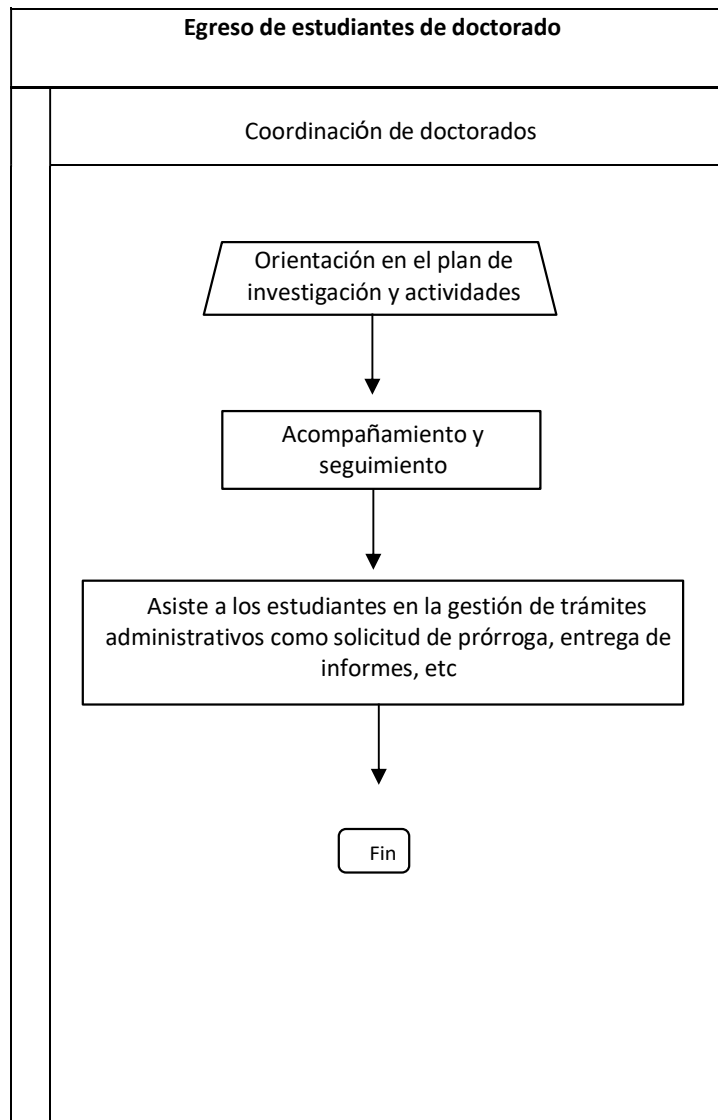 Egreso de estudiantes de doctorado
Coordinación de doctorados
Orientación en el plan de
investigación y actividades
Acompañamiento y
seguimiento
Asiste a los estudiantes en la gestión de trámites
administrativos como solicitud de prórroga, entrega de
informes, etc
Fin